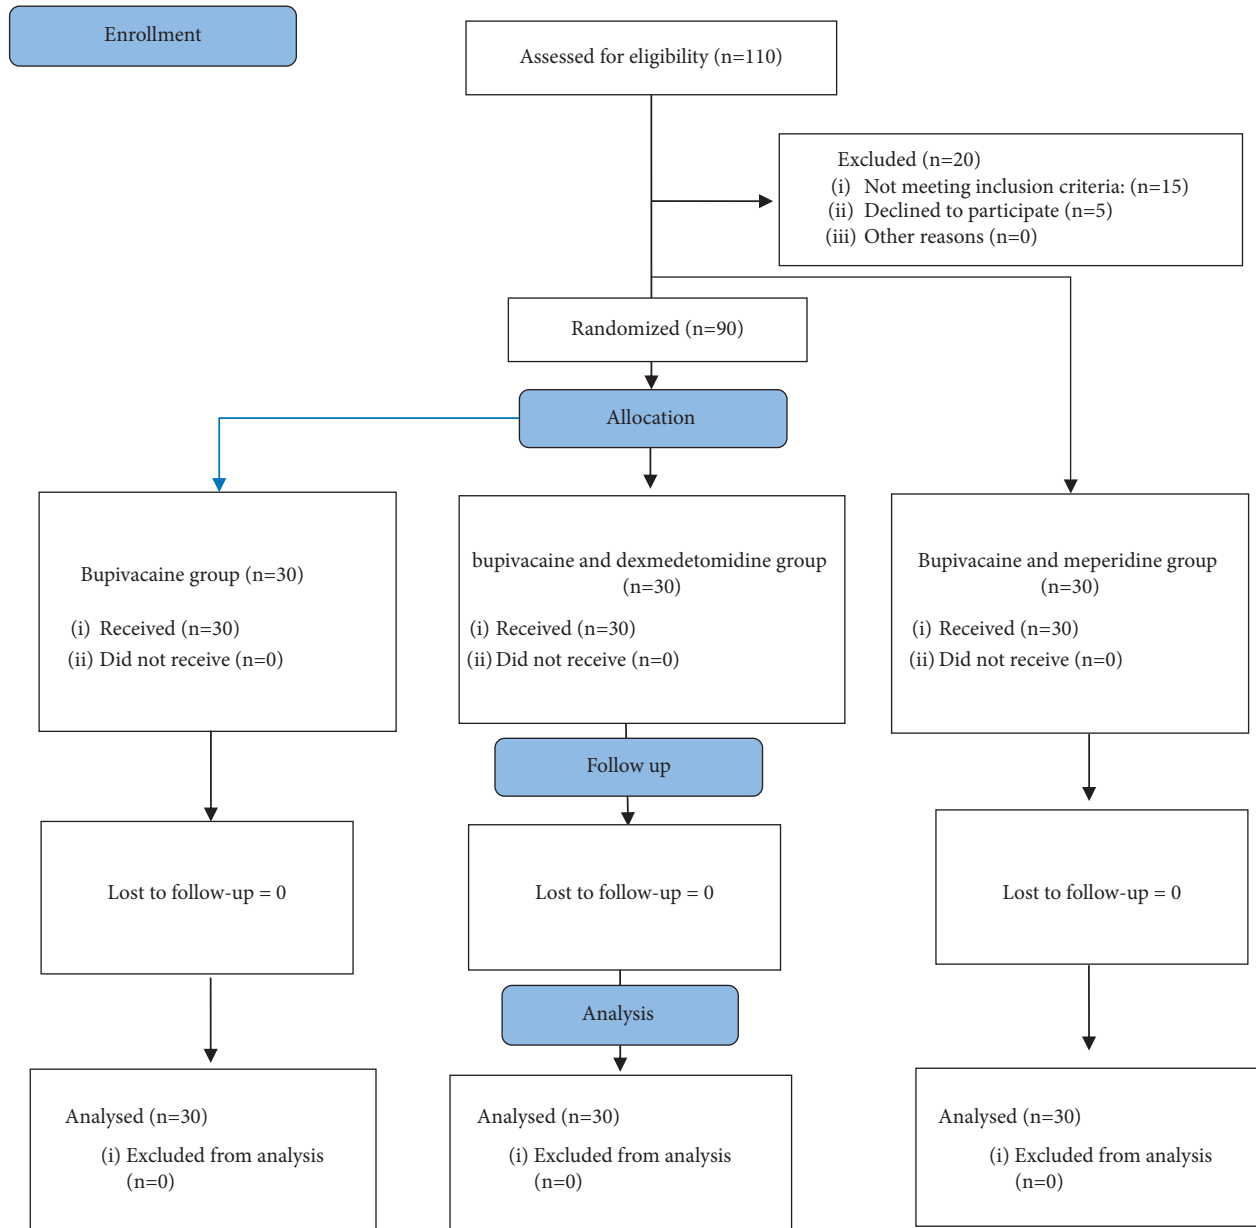 Enrollment
Assessed for eligibility (n=110)
Excluded (n=20)
(i) Not meeting inclusion criteria: (n=15)
(ii) Declined to participate (n=5)
(iii) Other reasons (n=0)
Randomized (n=90)
Allocation
Bupivacaine group (n=30)
(i) Received (n=30)
(ii) Did not receive (n=0)
bupivacaine and dexmedetomidine group
(n=30)
(i) Received (n=30)
(ii) Did not receive (n=0)
Bupivacaine and meperidine group
(n=30)
(i) Received (n=30)
(ii) Did not receive (n=0)
Follow up
Lost to follow-up = 0
Lost to follow-up = 0
Lost to follow-up = 0
Analysis
Analysed (n=30)
(i) Excluded from analysis
(n=0)
Analysed (n=30)
(i) Excluded from analysis
(n=0)
Analysed (n=30)
(i) Excluded from analysis
(n=0)